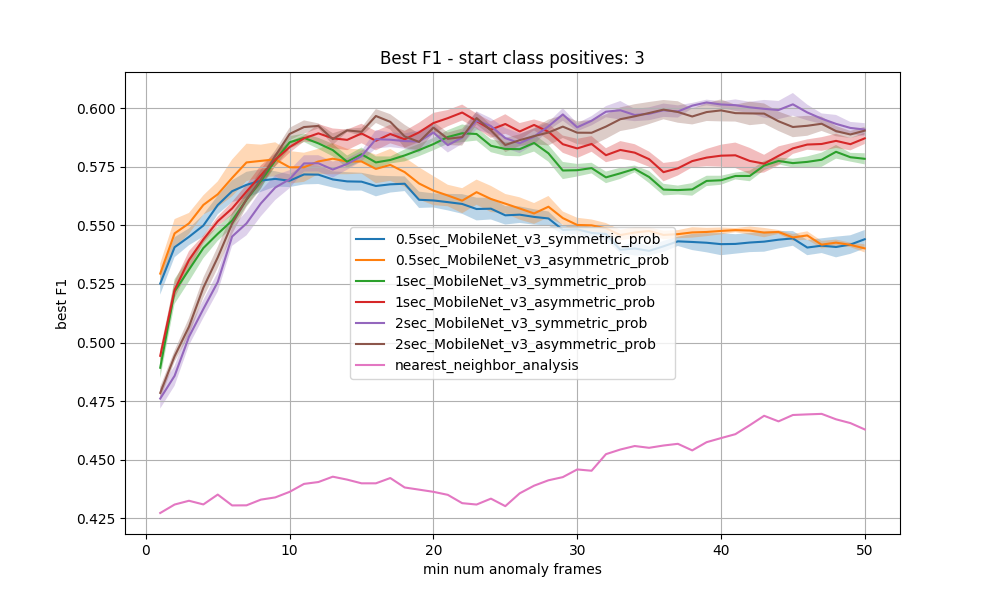 Best F1 - start class positives: 3
best F1
0.600
0.575
0.550
0.525
0.500
0.475
0.450
0.425
0.5sec_MobileNet_v3_symmetric_prob
0.5sec_MobileNet_v3_asymmetric_prob
1sec_MobileNet_v3_symmetric_prob
1sec_MobileNet_v3_asymmetric_prob
2sec_MobileNet_v3_symmetric_prob
2sec_MobileNet_v3_asymmetric_prob
nearest_neighbor_analysis
0 10 20 30 40 50
min num anomaly frames